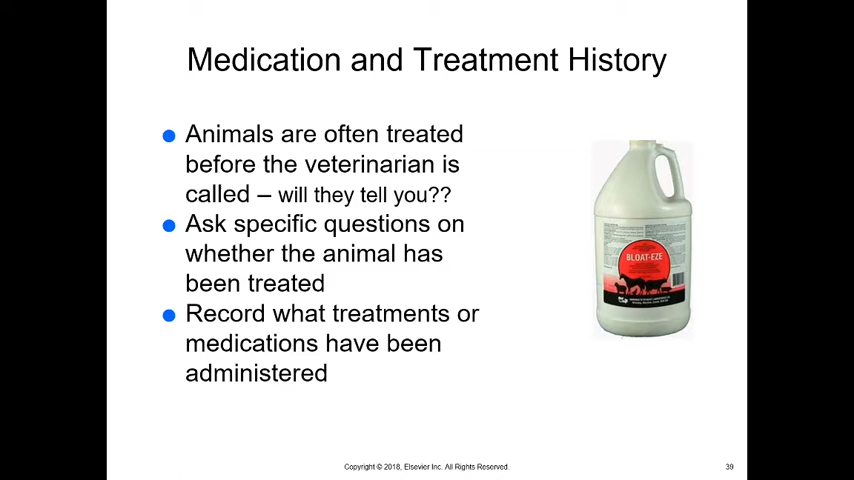 Medication and Treatment History
Animals are often treated
before the veterinarian is
called – will they tell you??
Ask specific questions on
whether the animal has
been treated
Record what treatments or
medications have been
administered
BLOAT-EZE
Copyright © 2018, Elsevier Inc. All Rights Reserved.
39